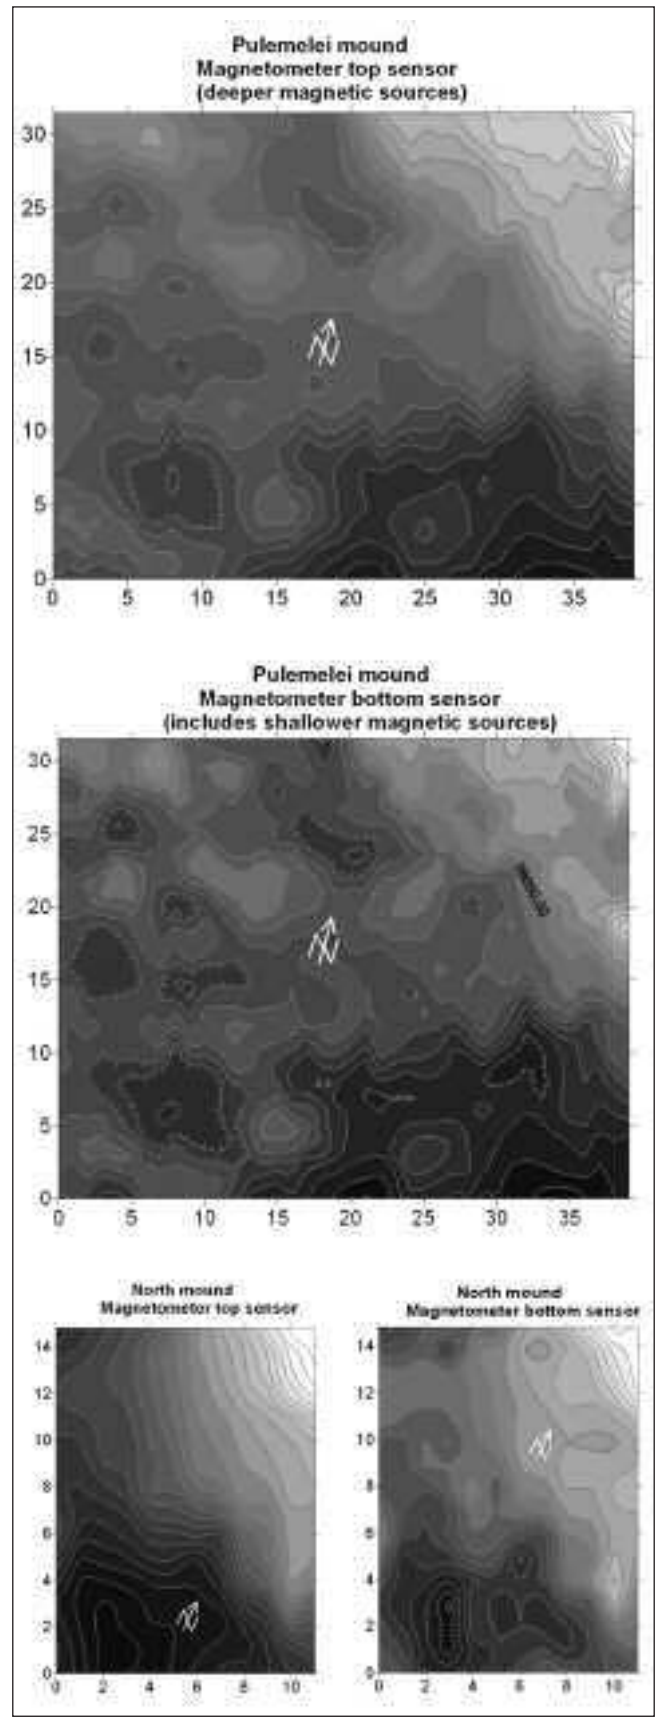 Pulemelei mound
Magnetometer top sensor
(deeper magnetic sources)
30
25
20
15
10
5
0
0 5 10 15 20 25 30 35
N
Pulemelei mound
Magnetometer bottom sensor
(includes shallower magnetic sources)
30
25
20
15
10
5
0
0 5 10 15 20 25 30 35
N
North mound
Magnetometer top sensor
14
12
10
8
6
4
2
0
0 2 4 6 8 10
N
North mound
Magnetometer bottom sensor
14
12
10
8
6
4
2
0
0 2 4 6 8 10
N